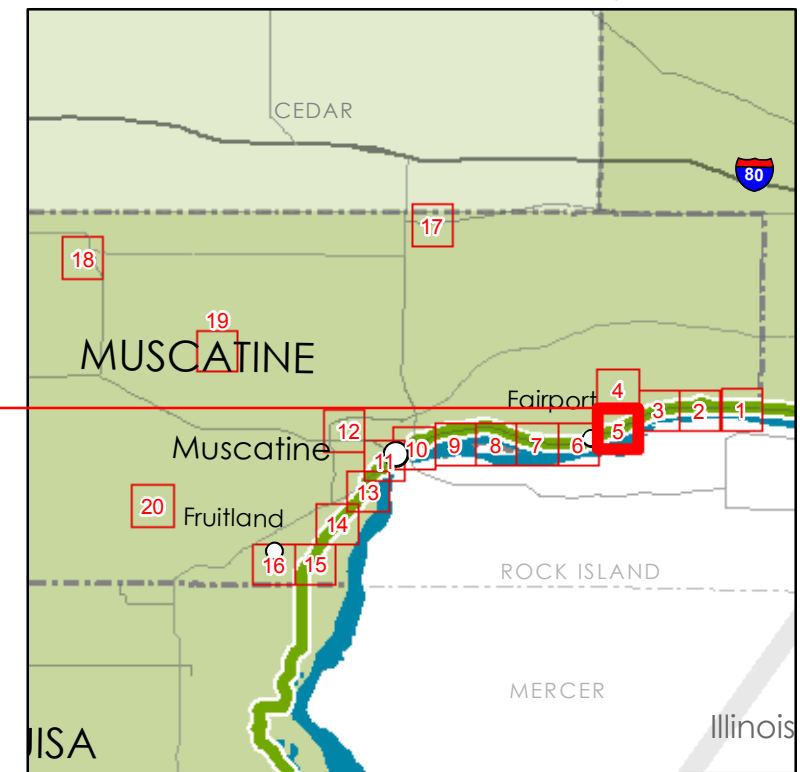 CEDAR
80
17
18
19
MUSCATINE
4
Fairport
3
2
1
12
5
Muscatine
10
9
8
7
6
11
13
20
Fruitland
14
16
15
ROCK ISLAND
MERCER
Illinois
UISA